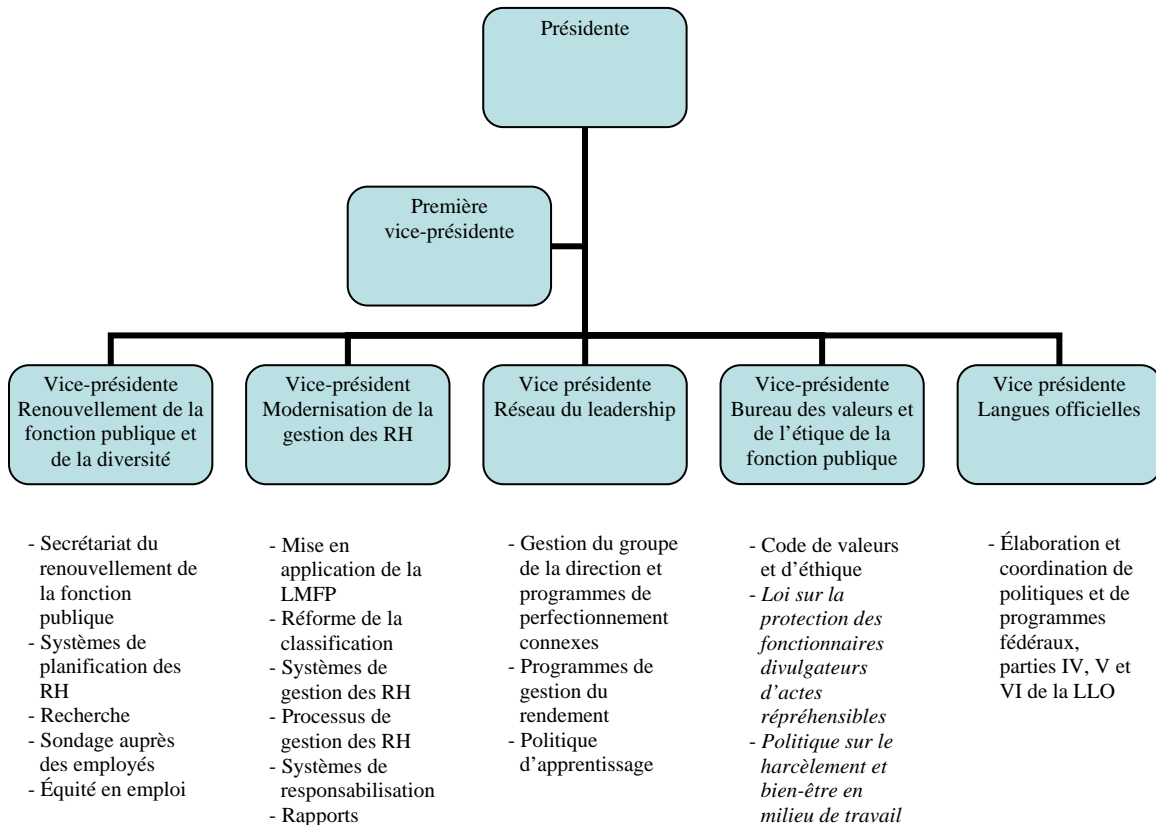 Présidente
Première
vice-présidente
Vice-présidente
Renouvellement de la
fonction publique et
de la diversité
Vice-président
Modernisation de la
gestion des RH
Vice présidente
Réseau du leadership
Vice-présidente
Bureau des valeurs et
de l’étique de la
fonction publique
Vice présidente
Langues officielles
- Secrétariat du
renouvellement de
la fonction
publique
- Systèmes de
planification des
RH
- Recherche
- Sondage auprès
des employés
- Équité en emploi
- Mise en
application de la
LMFP
- Réforme de la
classification
- Systèmes de
gestion des RH
- Processus de
gestion des RH
- Systèmes de
responsabilisation
- Rapports
- Gestion du groupe
de la direction et
programmes de
perfectionnement
connexes
- Programmes de
gestion du
rendement
- Politique
d’apprentissage
- Code de valeurs
et d’éthique
- Loi sur la
protection des
fonctionnaires
divulgateurs
d’actes
répréhensibles
- Politique sur le
harcèlement et
bien-être en
milieu de travail
- Élaboration et
coordination de
politiques et de
programmes
fédéraux,
parties IV, V et
VI de la LLO